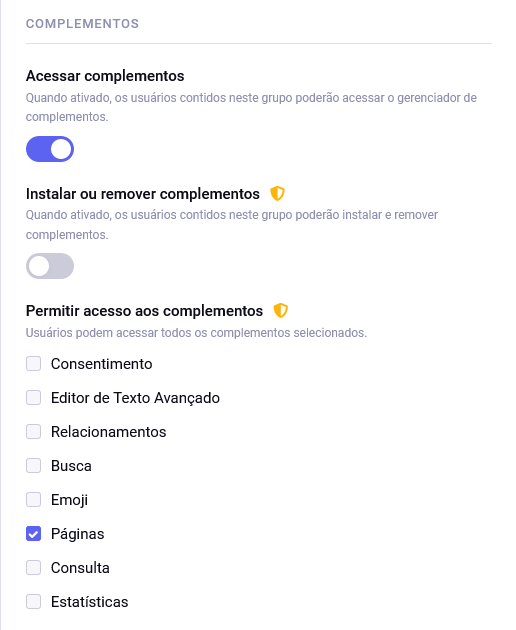 COMPLEMENTOS
Acessar complementos
Quando ativado, os usuários contidos neste grupo poderão acessar o gerenciador de
complementos.
Instalar ou remover complementos
Quando ativado, os usuários contidos neste grupo poderão instalar e remover
complementos.
Permitir acesso aos complementos
Usuários podem acessar todos os complementos selecionados.
Consentimento
Editor de Texto Avançado
Relacionamentos
Busca
Emoji
Páginas
Consulta
Estatísticas